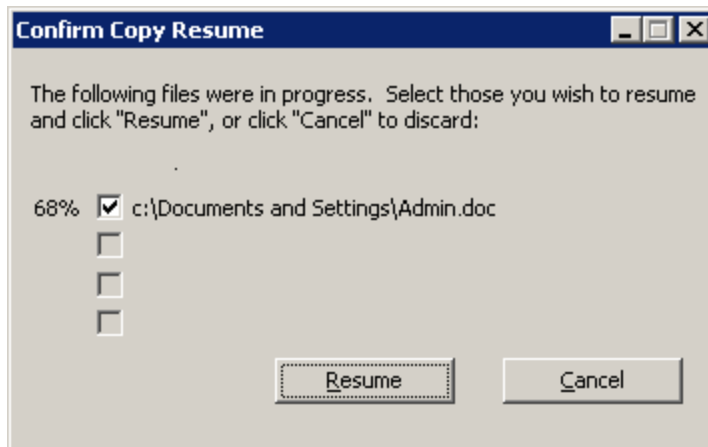 Confirm Copy Resume
The following files were in progress.  Select those you wish to resume
and click "Resume", or click "Cancel" to discard:
68% c:\Documents and Settings\Admin.doc
Resume Cancel